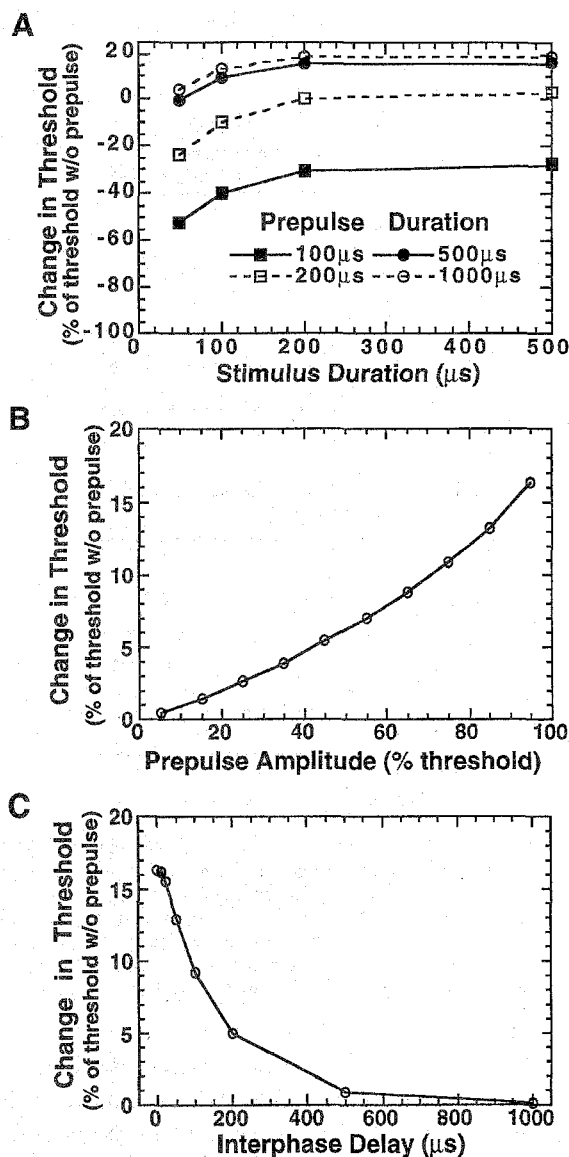 A
Change in Threshold
(% of threshold w/o prepulse)
20
0
-20
-40
-60
-80
-100
Prepulse Duration
100μs
500μs
200μs
1000μs
0
100
200
300
400
500
Stimulus Duration (μs)
B
Change in Threshold
(% of threshold w/o prepulse)
20
15
10
5
0
0
20
40
60
80
100
Prepulse Amplitude (% threshold)
C
Change in Threshold
(% of threshold w/o prepulse)
20
15
10
5
0
0
200
400
600
800
1000
Interphase Delay (μs)